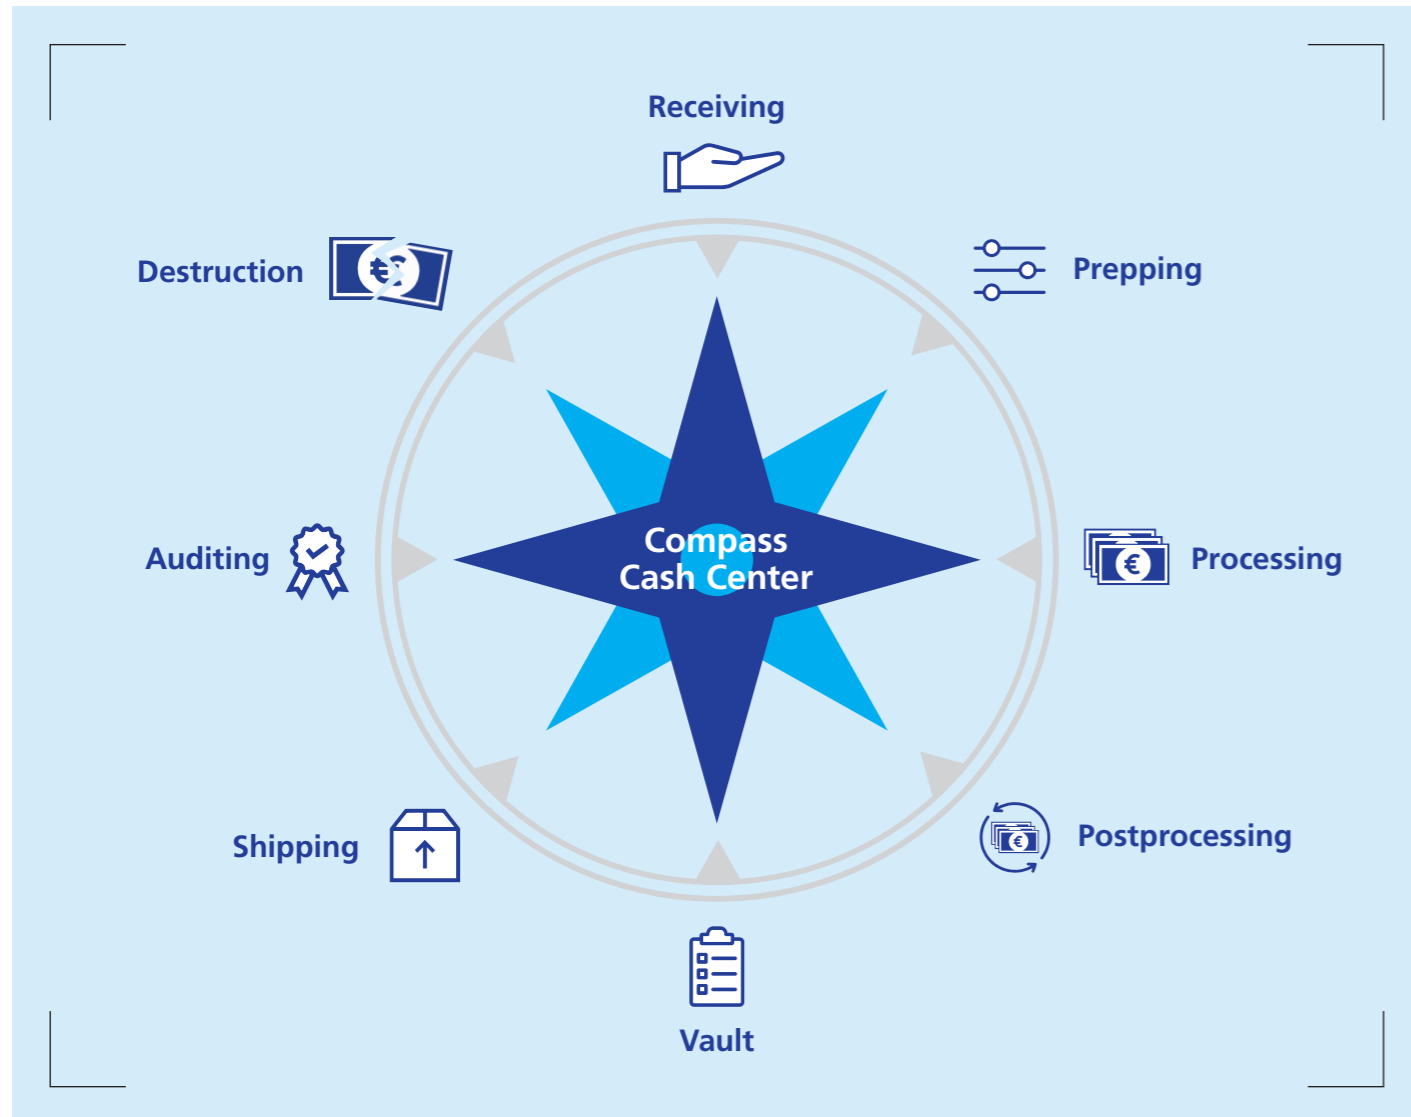 Receiving
Destruction
Prepping
Compass
Cash Center
Auditing
Processing
Shipping
Postprocessing
Vault